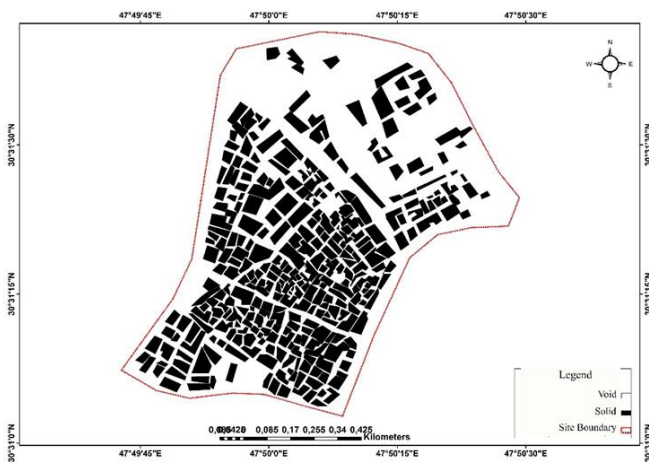 47°49'45"E 47°50'0"E 47°50'15"E 47°50'30"E
N
W E
S
30°31'30"N
30°31'15"N
30°31'0"N
Legend
Void
Solid
Site Boundary
0,085 0,17 0,255 0,34 0,425
Kilometers
47°49'45"E 47°50'0"E 47°50'15"E 47°50'30"E